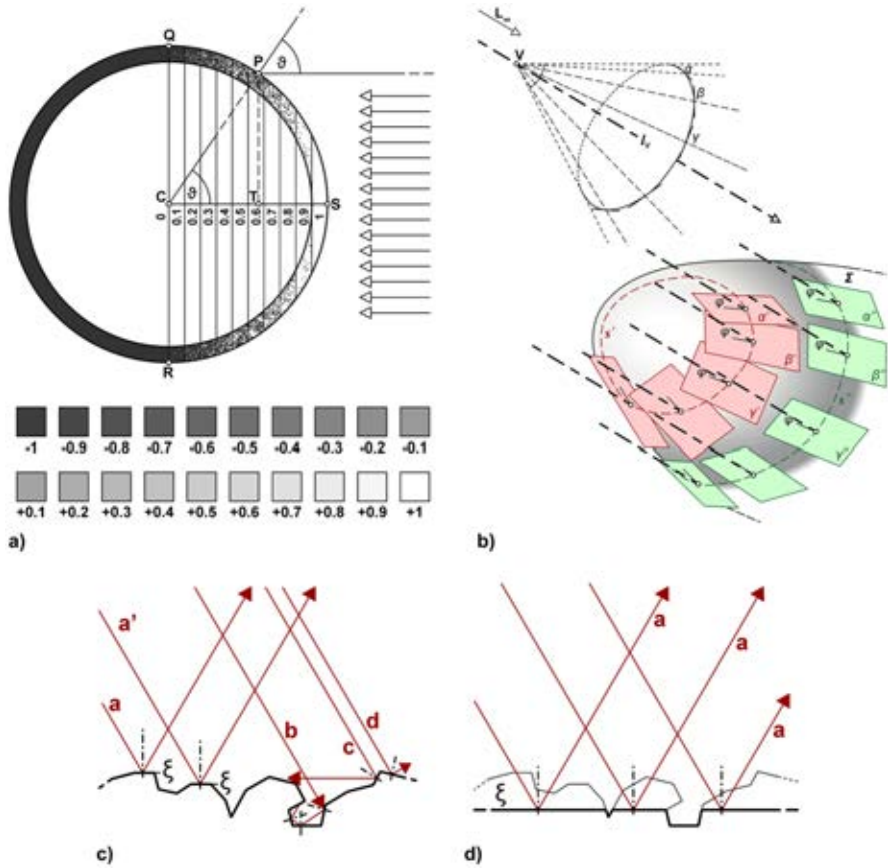 Q
P
ϑ
C
ϑ
T
S
0 0.1 0.2 0.3 0.4 0.5 0.6 0.7 0.8 0.9 1
R
-1 -0.9 -0.8 -0.7 -0.6 -0.5 -0.4 -0.3 -0.2 -0.1
+0.1 +0.2 +0.3 +0.4 +0.5 +0.6 +0.7 +0.8 +0.9 +1
a)
L∞
V
α
β
γ
Σ
φ α' φ α''
φ β' φ β''
s' φ γ' φ s''
b)
a'
a
b
c
d
ξ
ξ
c)
a
a
a
ξ
d)